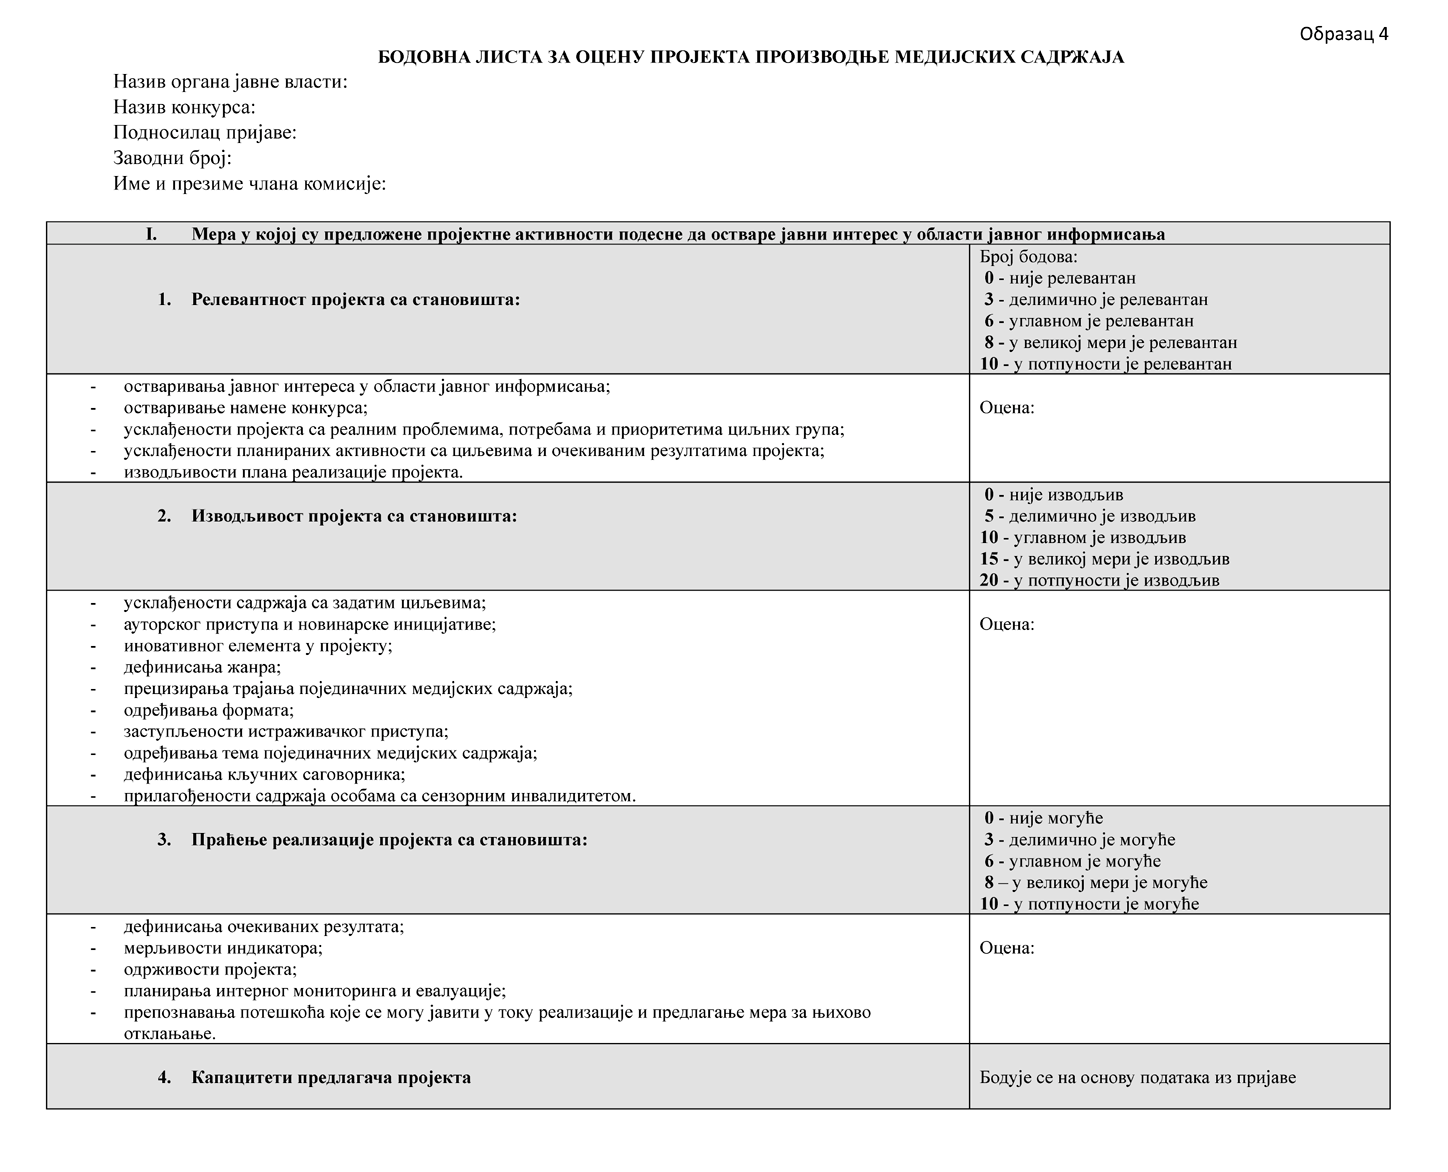 Образац 4
БОДОВНА ЛИСТА ЗА ОЦЕНУ ПРОЈЕКТА ПРОИЗВОДЊЕ МЕДИЈСКИХ САДРЖАЈА
Назив органа јавне власти:
Назив конкурса:
Подносилац пријаве:
Заводни број:
Име и презиме члана комисије:
I. Мера у којој су предложене пројектне активности подесне да остваре јавни интерес у области јавног информисања
1. Релевантност пројекта са становишта:
Број бодова:
0 - није релевантан
3 - делимично је релевантан
6 - углавном је релевантан
8 - у великој мери је релевантан
10 - у потпуности је релевантан
- остваривања јавног интереса у области јавног информисања;
- остваривање намене конкурса;
- усклађености пројекта са реалним проблемима, потребама и приоритетима циљних група;
- усклађености планираних активности са циљевима и очекиваним резултатима пројекта;
- изводљивости плана реализације пројекта.
Оцена:
2. Изводљивост пројекта са становишта:
0 - није изводљив
5 - делимично је изводљив
10 - углавном је изводљив
15 - у великој мери је изводљив
20 - у потпуности је изводљив
- усклађености садржаја са задатим циљевима;
- ауторског приступа и новинарске иницијативе;
- иновативног елемента у пројекту;
- дефинисања жанра;
- прецизирања трајања појединачних медијских садржаја;
- одређивања формата;
- заступљености истраживачког приступа;
- одређивања тема појединачних медијских садржаја;
- дефинисања кључних саговорника;
- прилагођености садржаја особама са сензорним инвалидитетом.
Оцена:
3. Праћење реализације пројекта са становишта:
0 - није могуће
3 - делимично је могуће
6 - углавном је могуће
8 – у великој мери је могуће
10 - у потпуности је могуће
- дефинисања очекиваних резултата;
- мерљивости индикатора;
- одрживости пројекта;
- планирања интерног мониторинга и евалуације;
- препознавања потешкоћа које се могу јавити у току реализације и предлагање мера за њихово
отклањање.
Оцена:
4. Капацитети предлагача пројекта
Бодује се на основу података из пријаве